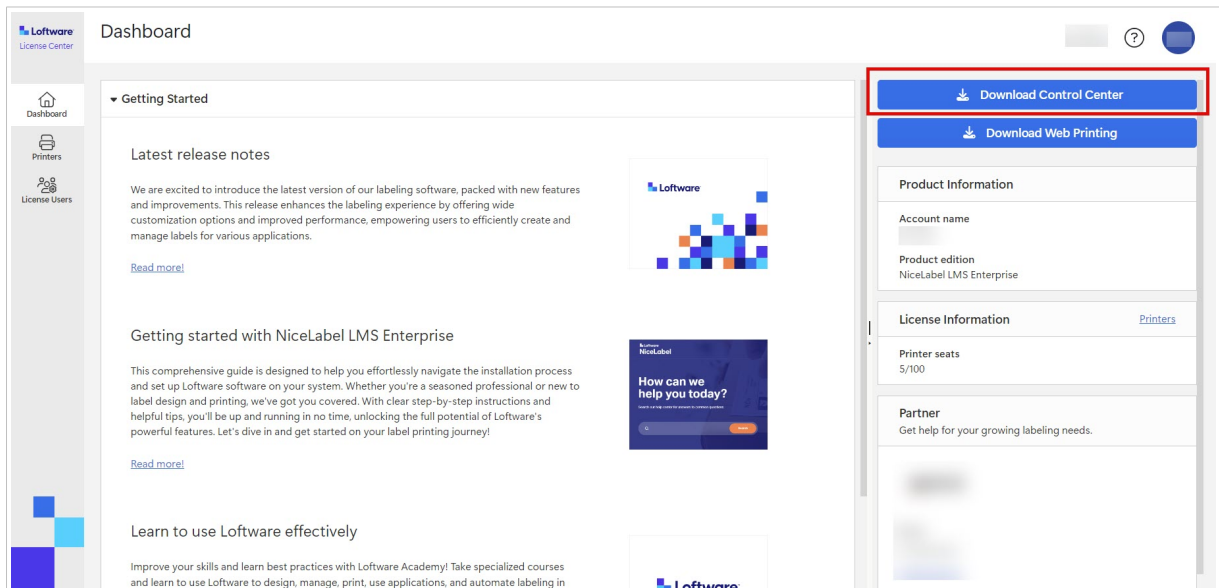 Loftware
License Center
Dashboard
Dashboard
Printers
License Users
Getting Started
Latest release notes
We are excited to introduce the latest version of our labeling software, packed with new features
and improvements. This release enhances the labeling experience by offering wide
customization options and improved performance, empowering users to efficiently create and
manage labels for various applications.
Read more!
Loftware
Getting started with NiceLabel LMS Enterprise
This comprehensive guide is designed to help you effortlessly navigate the installation process
and set up Loftware software on your system. Whether you're a seasoned professional or new to
label design and printing, we've got you covered. With clear step-by-step instructions and
helpful tips, you'll be up and running in no time, unlocking the full potential of Loftware's
powerful features. Let's dive in and get started on your label printing journey!
Read more!
Loftware
NiceLabel
How can we
help you today?
Learn to use Loftware effectively
Improve your skills and learn best practices with Loftware Academy! Take specialized courses
and learn to use Loftware to design, manage, print, use applications, and automate labeling in
Loftware
Download Control Center
Download Web Printing
Product Information
Account name
Product edition
NiceLabel LMS Enterprise
License Information
Printers
Printer seats
5/100
Partner
Get help for your growing labeling needs.